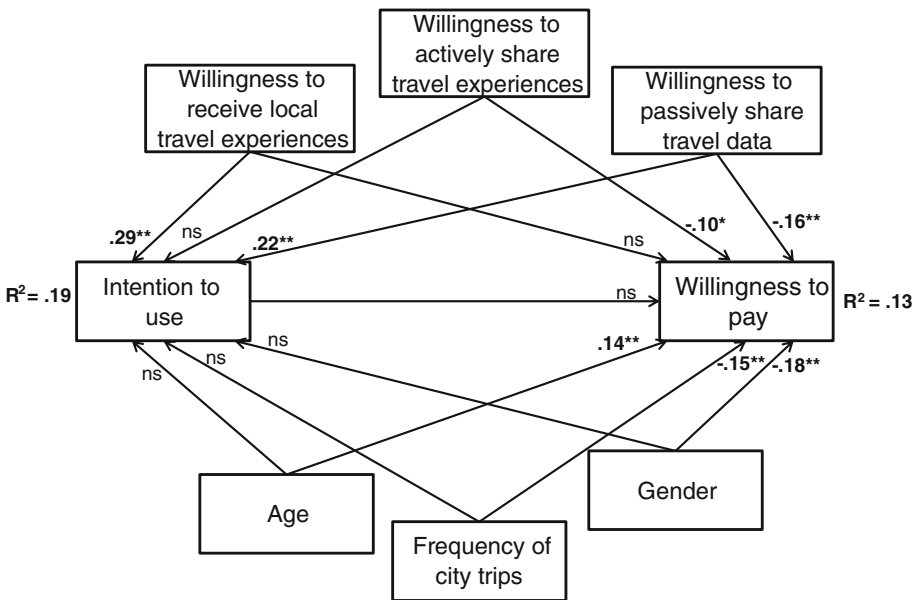 Willingness to
actively share
travel experiences
Willingness to
receive local
travel experiences
Willingness to
passively share
travel data
.29**
ns
.22**
ns
-.10*
-.16**
R² = .19
Intention to
use
ns
Willingness to
pay
R² = .13
ns
ns
ns
.14**
-.15**
-.18**
Age
Frequency of
city trips
Gender